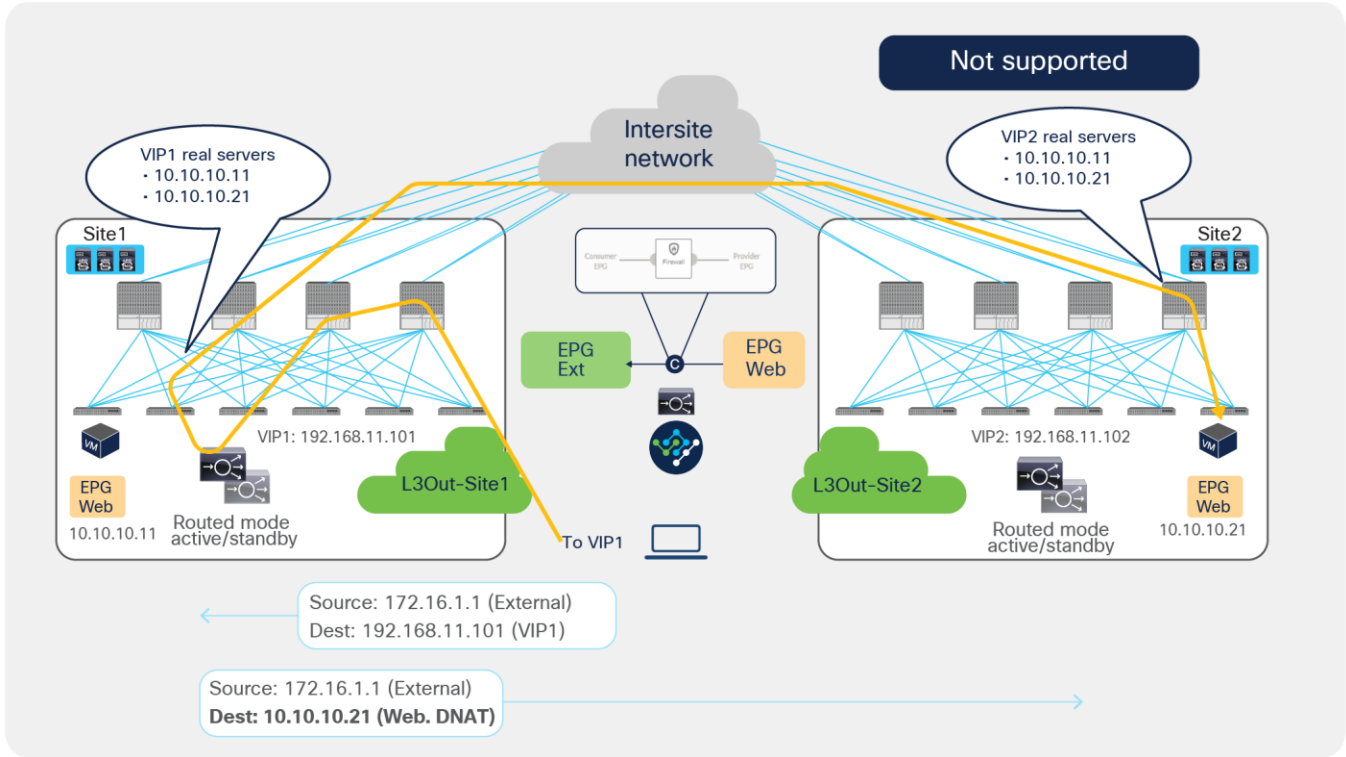 Not supported
Intersite
network
VIP1 real servers
• 10.10.10.11
• 10.10.10.21
VIP2 real servers
• 10.10.10.11
• 10.10.10.21
Site1
Site2
Consumer
EPG
Firewall
Provider
EPG
EPG
Ext
C
EPG
Web
VM
VIP1: 192.168.11.101
EPG
Web
10.10.10.11
Routed mode
active/standby
L3Out-Site1
To VIP1
L3Out-Site2
VIP2: 192.168.11.102
Routed mode
active/standby
VM
EPG
Web
10.10.10.21
Source: 172.16.1.1 (External)
Dest: 192.168.11.101 (VIP1)
Source: 172.16.1.1 (External)
Dest: 10.10.10.21 (Web. DNAT)